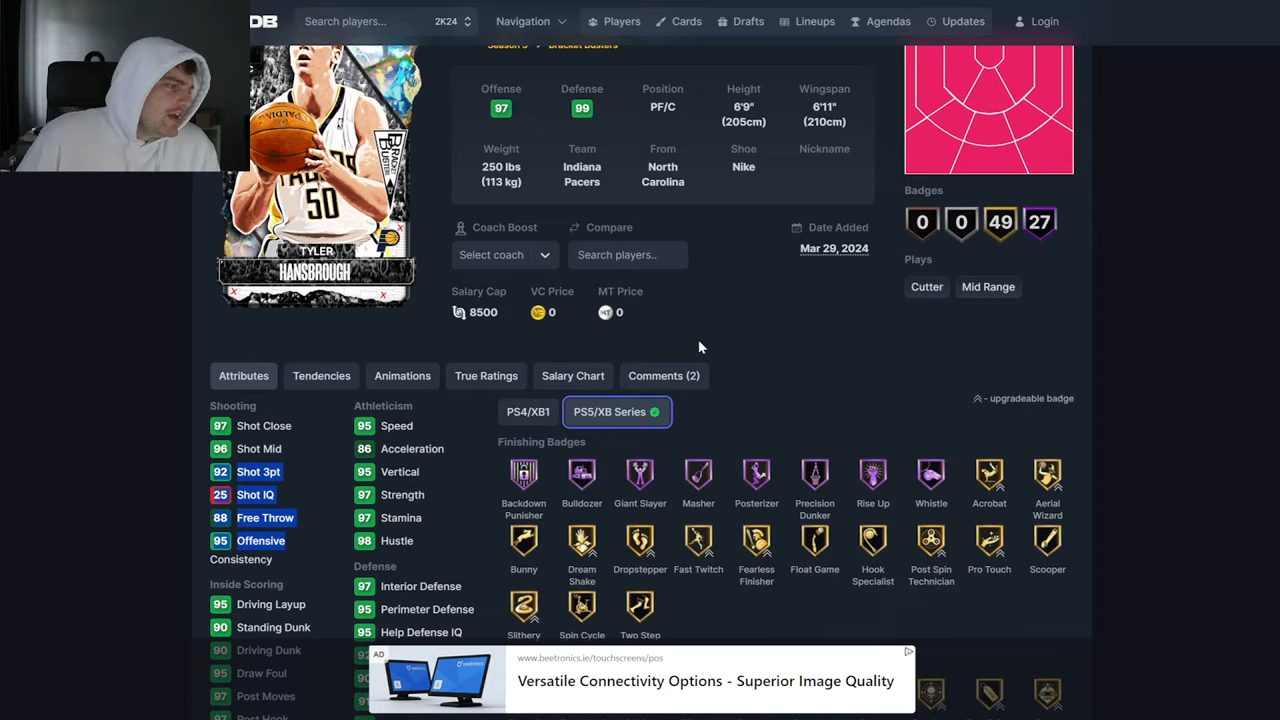 DB
Search players...
2K24
Navigation
Players
Cards
Drafts
Lineups
Agendas
Updates
Login
Bracket Busters
SPALDING
50
BRACKET BUSTER
TYLER
HANSBROUGH
Offense
Defense
Position
Height
Wingspan
97
99
PF/C
6'9"
(205cm)
6'11"
(210cm)
Weight
Team
From
Shoe
Nickname
250 lbs
(113 kg)
Indiana
Pacers
North
Carolina
Nike
Coach Boost
Compare
Date Added
Select coach
Search players..
Mar 29, 2024
Salary Cap
VC Price
MT Price
8500
0
0
Badges
0
0
49
27
Plays
Cutter
Mid Range
Attributes
Tendencies
Animations
True Ratings
Salary Chart
Comments (2)
- upgradeable badge
Shooting
97 Shot Close
96 Shot Mid
92 Shot 3pt
25 Shot IQ
88 Free Throw
95 Offensive
Consistency
Inside Scoring
95 Driving Layup
90 Standing Dunk
90 Driving Dunk
95 Draw Foul
97 Post Moves
Post Hook
Athleticism
95 Speed
86 Acceleration
95 Vertical
97 Strength
97 Stamina
98 Hustle
Defense
97 Interior Defense
95 Perimeter Defense
95 Help Defense IQ
PS4/XB1
PS5/XB Series
Finishing Badges
Backdown
Punisher
Bulldozer
Giant Slayer
Masher
Posterizer
Precision
Dunker
Rise Up
Whistle
Acrobat
Aerial
Wizard
Bunny
Dream
Shake
Dropstepper
Fast Twitch
Fearless
Finisher
Float Game
Hook
Specialist
Post Spin
Technician
Pro Touch
Scooper
Slithery
Spin Cycle
Two Step
AD
www.beetronics.ie/touchscreens/pos
Versatile Connectivity Options - Superior Image Quality